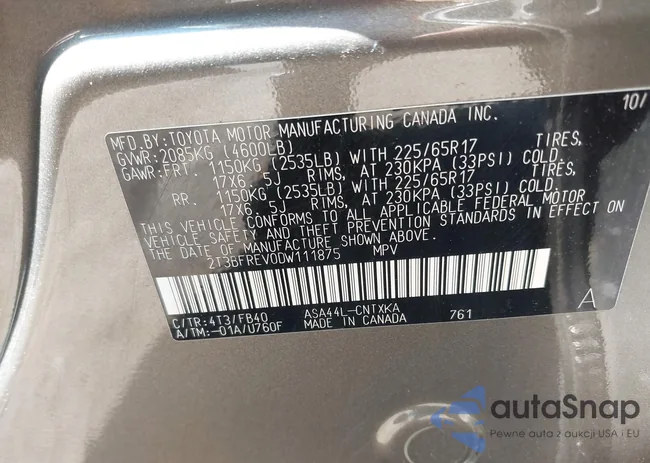 MFD.BY:TOYOTA MOTOR MANUFACTURING CANADA INC. 10/
GVWR:2085KG (4600LB)
GAWR:FRT. 1150KG (2535LB) WITH 225/65R17 TIRES,
17X6.5J RIMS, AT 230KPA (33PSI) COLD.
RR. 1150KG (2535LB) WITH 225/65R17 TIRES,
17X6.5J RIMS, AT 230KPA (33PSI) COLD.
THIS VEHICLE CONFORMS TO ALL APPLICABLE FEDERAL MOTOR
VEHICLE SAFETY AND THEFT PREVENTION STANDARDS IN EFFECT ON
THE DATE OF MANUFACTURE SHOWN ABOVE.
2T3BFREV0DW111875 MPV
C/TR:4T3/FB40 ASA44L-CNTXKA A
A/TM:-01A/U760F MADE IN CANADA 761
autaSnap
Pewne auta z aukcji USA i EU